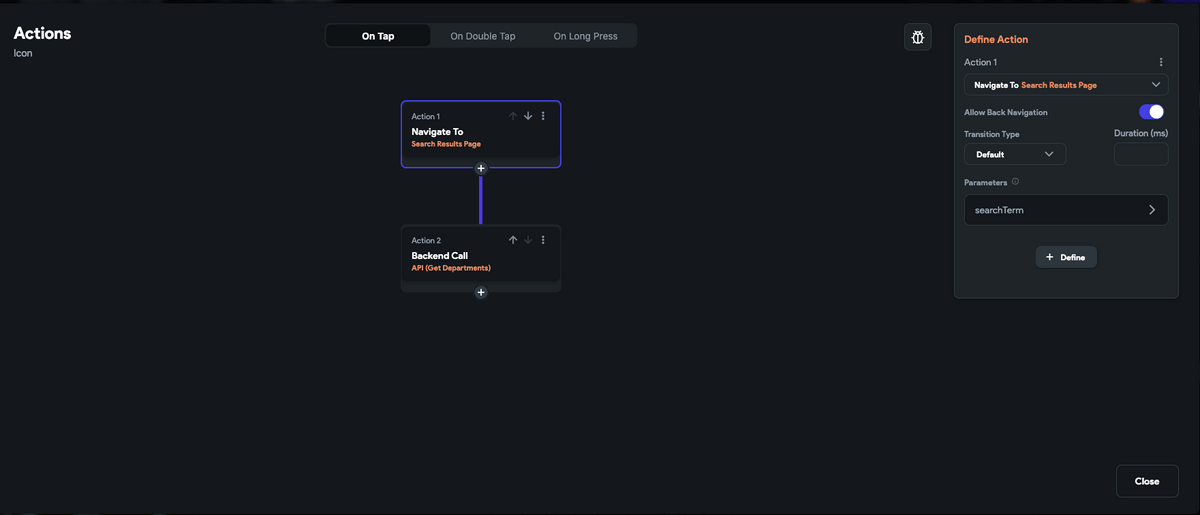 Actions
Icon
On Tap
On Double Tap
On Long Press
Action 1
Navigate To
Search Results Page
Action 2
Backend Call
API (Get Departments)
Define Action
Action 1
Navigate To Search Results Page
Allow Back Navigation
Transition Type
Duration (ms)
Default
Parameters
searchTerm
+ Define
Close